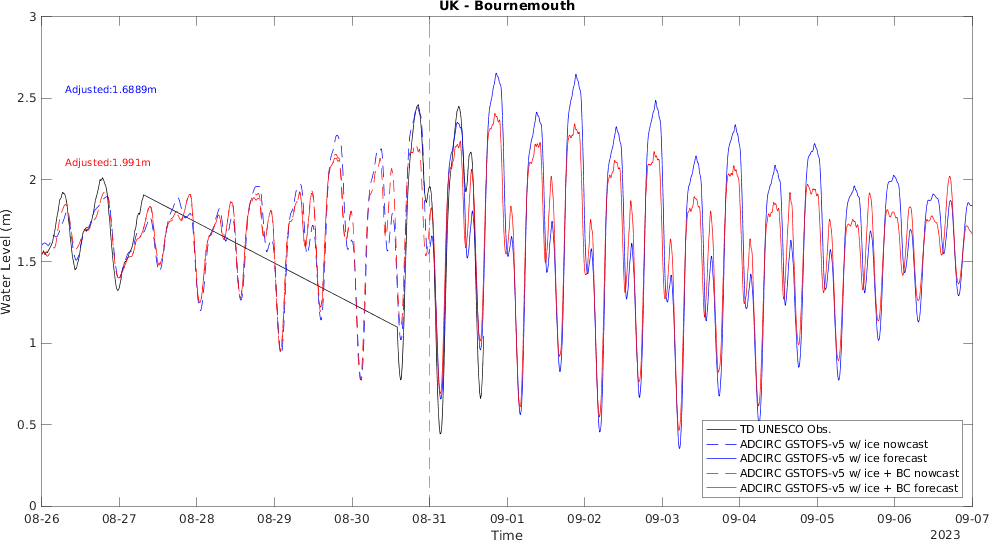 UK - Bournemouth
3
2.5
2
1.5
1
0.5
0
Water Level (m)
Adjusted:1.6889m
Adjusted:1.991m
TD UNESCO Obs.
ADCIRC GSTOFS-v5 w/ ice nowcast
ADCIRC GSTOFS-v5 w/ ice forecast
ADCIRC GSTOFS-v5 w/ ice + BC nowcast
ADCIRC GSTOFS-v5 w/ ice + BC forecast
08-26 08-27 08-28 08-29 08-30 08-31 09-01 09-02 09-03 09-04 09-05 09-06 09-07
Time
2023